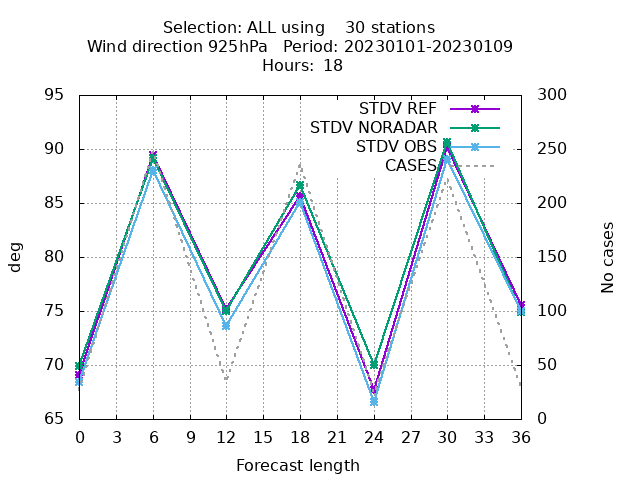 Selection: ALL using    30 stations
Wind direction 925hPa   Period: 20230101-20230109
Hours: 18
95 300
STDV REF
STDV NORADAR
90 STDV OBS 250
CASES
85 200
80 150
75 100
70 50
65 0
deg
No cases
0 3 6 9 12 15 18 21 24 27 30 33 36
Forecast length